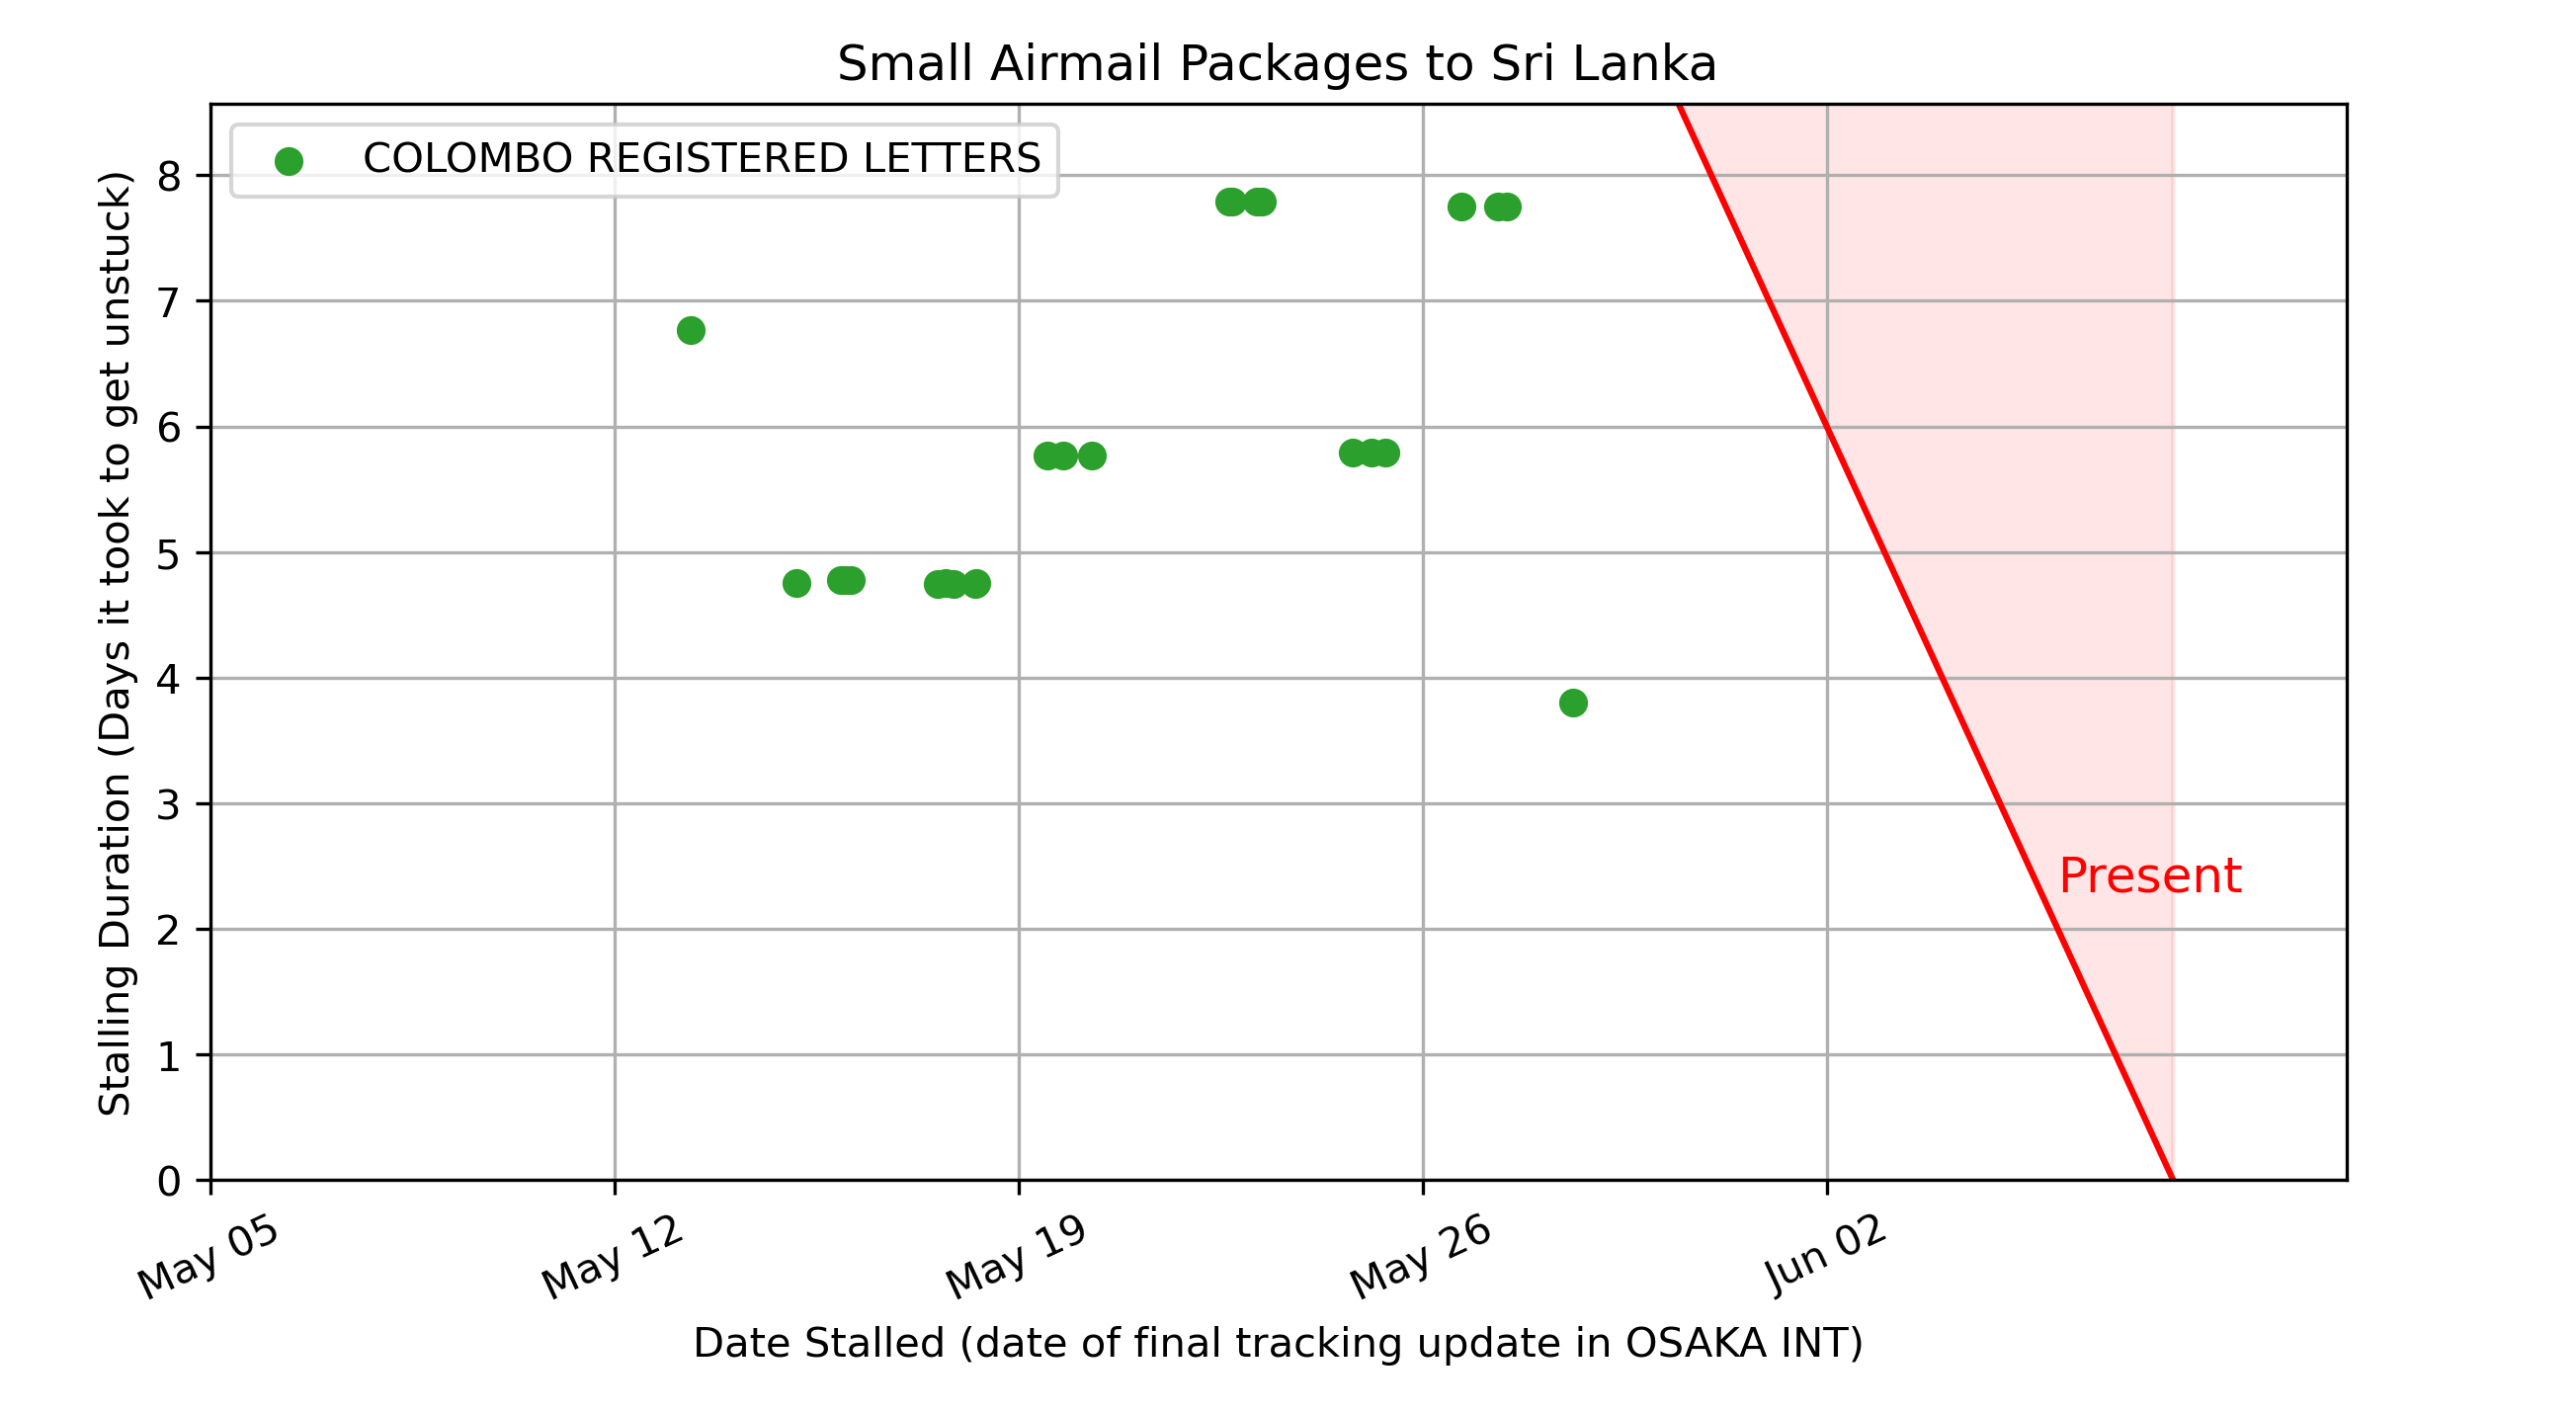 Small Airmail Packages to Sri Lanka
COLOMBO REGISTERED LETTERS
Stalling Duration (Days it took to get unstuck)
8
7
6
5
4
3
2
1
0
Present
May 05
May 12
May 19
May 26
Jun 02
Date Stalled (date of final tracking update in OSAKA INT)